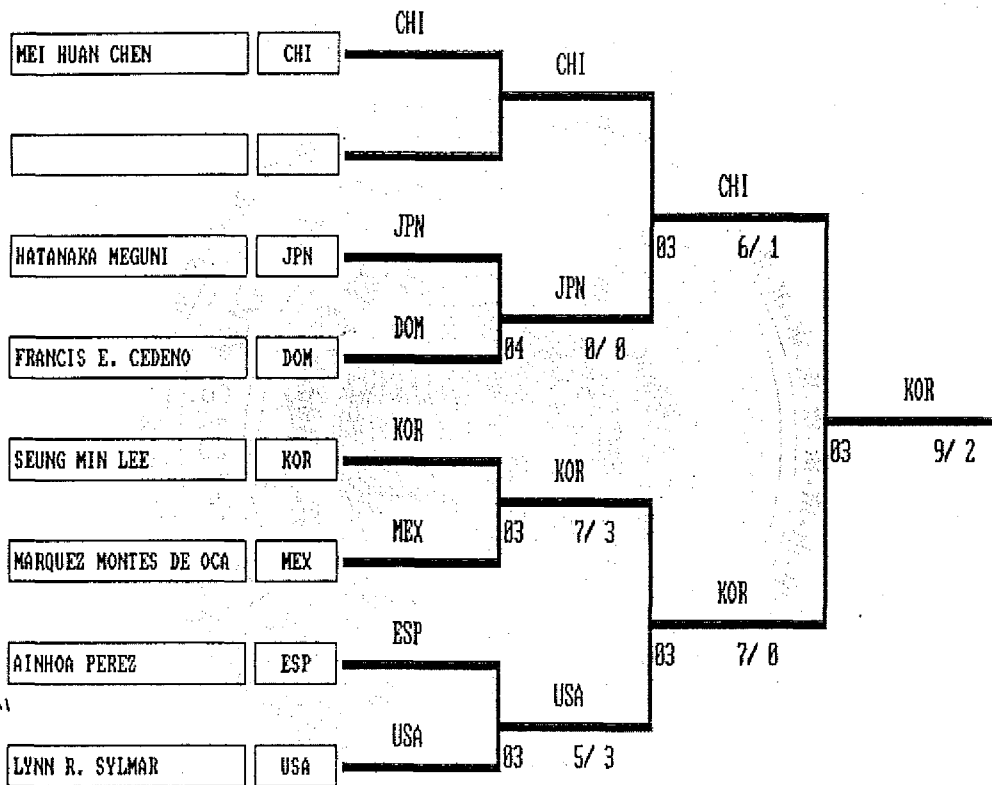 CHI
MEI HUAN CHEN CHI
CHI
CHI
03 6/ 1
JPN
HATANAKA MEGUNI JPN
JPN
04 0/ 0
DOM
FRANCIS E. CEDENO DOM
KOR
03 9/ 2
KOR
SEUNG MIN LEE KOR
KOR
03 7/ 3
MEX
MARQUEZ MONTES DE OCA MEX
KOR
03 7/ 0
ESP
AINHOA PEREZ ESP
USA
03 5/ 3
USA
LYNN R. SYLMAR USA